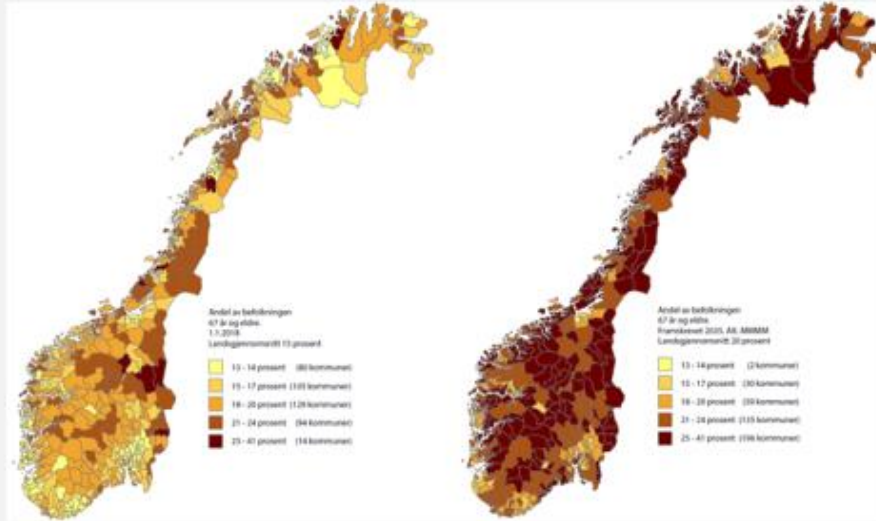 Andel av befolkningen
67 år og eldre.
1.1.2018
Landsgjennomsnitt 15 prosent
13 - 14 prosent (80 kommuner)
15 - 17 prosent (105 kommuner)
18 - 20 prosent (129 kommuner)
21 - 24 prosent (94 kommuner)
25 - 41 prosent (14 kommuner)
Andel av befolkningen
67 år og eldre.
Framskrevet 2035. Alt. MMMM
Landsgjennomsnitt 20 prosent
13 - 14 prosent (2 kommuner)
15 - 17 prosent (30 kommuner)
18 - 20 prosent (59 kommuner)
21 - 24 prosent (135 kommuner)
25 - 41 prosent (196 kommuner)